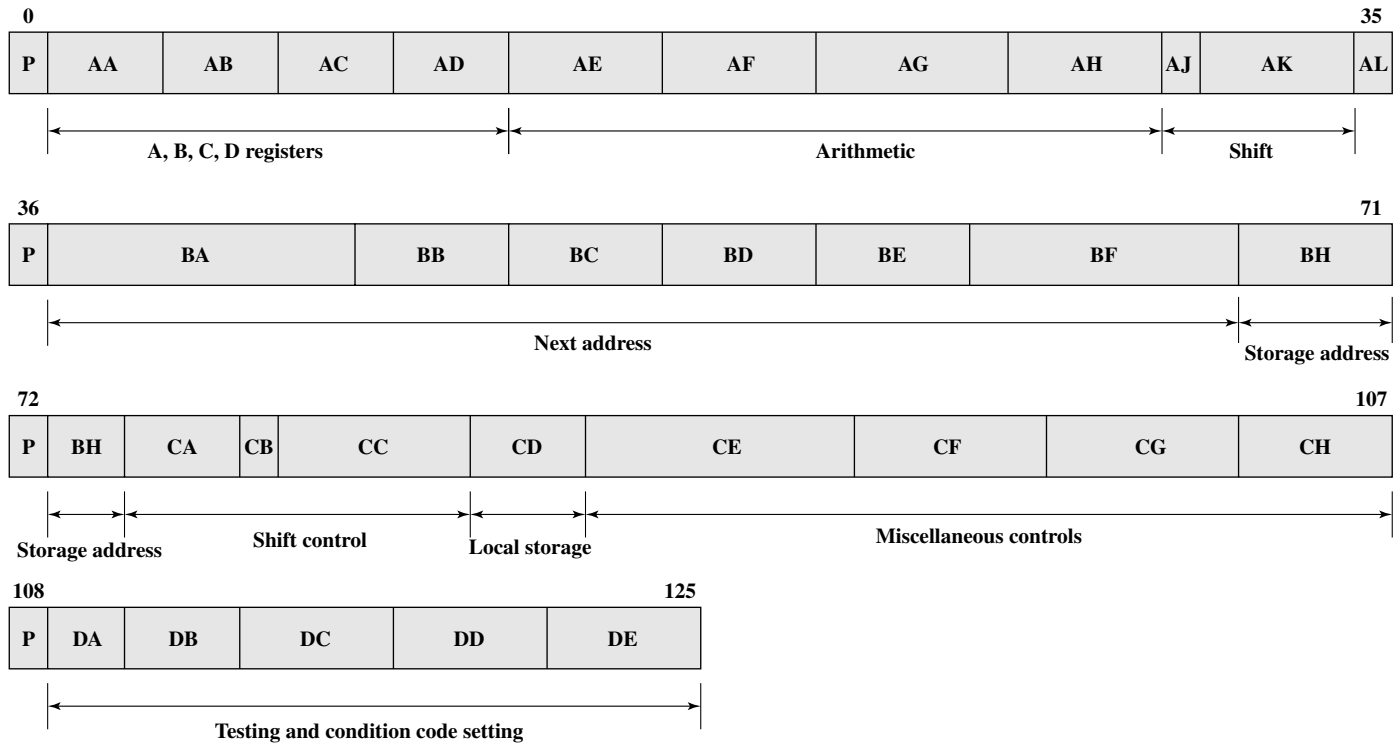 0 35
P AA AB AC AD AE AF AG AH AJ AK AL
A, B, C, D registers Arithmetic Shift
36 71
P BA BB BC BD BE BF BH
Next address Storage address
72 107
P BH CA CB CC CD CE CF CG CH
Storage address Shift control Local storage Miscellaneous controls
108 125
P DA DB DC DD DE
Testing and condition code setting